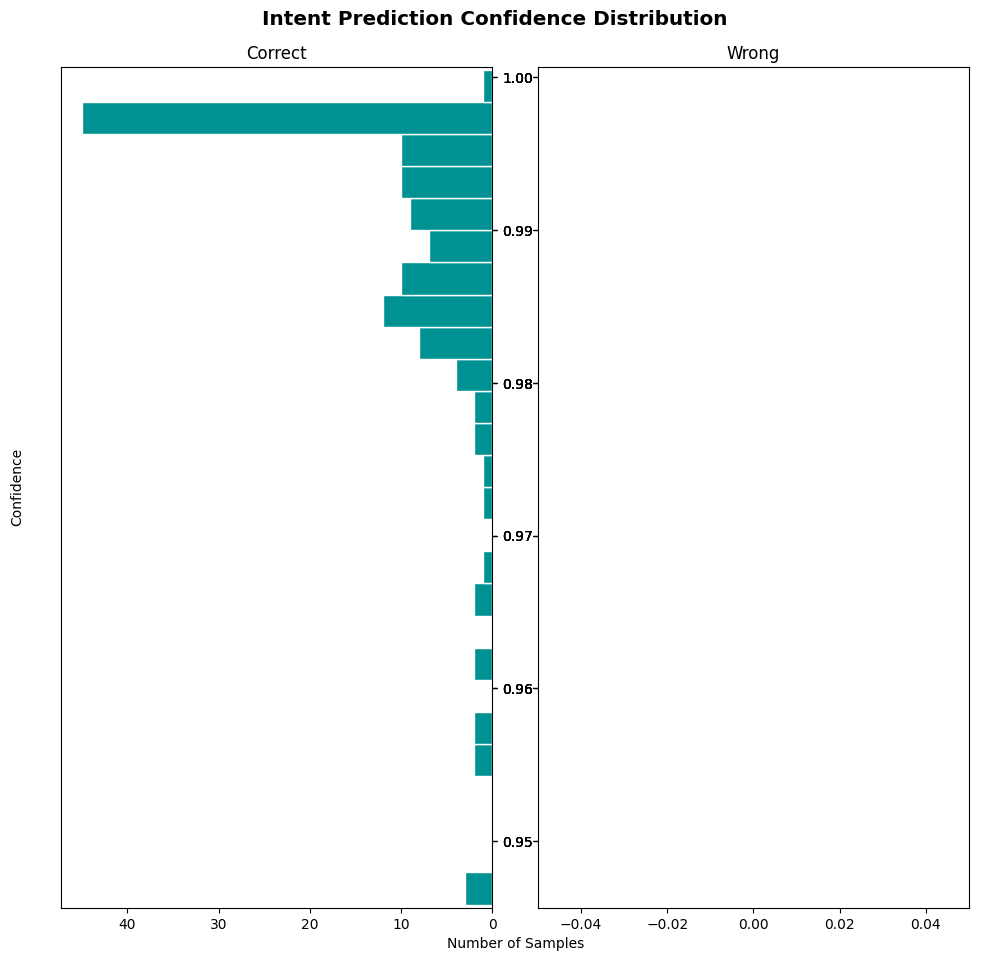 Intent Prediction Confidence Distribution
Correct
Wrong
1.00
0.99
0.98
0.97
0.96
0.95
Confidence
40 30 20 10 0
−0.04 −0.02 0.00 0.02 0.04
Number of Samples